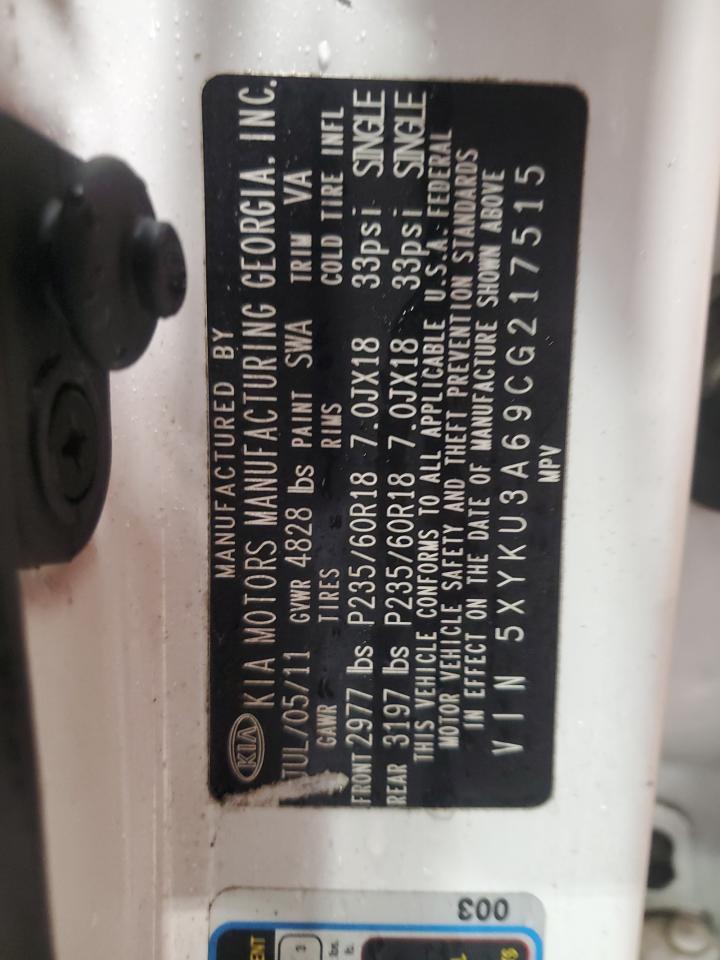 MANUFACTURED BY
KIA KIA MOTORS MANUFACTURING GEORGIA, INC.
JUL/05/11 GVWR 4828 lbs PANT SWA TRIM VA
GAWR TIRES RIMS COLD TIRE INFL
FRONT 2977 lbs P235/60R18 7.0JX18 33psi SINGLE
REAR 3197 lbs P235/60R18 7.0JX18 33psi SINGLE
THIS VEHICLE CONFORMS TO ALL APPLICABLE U.S.A. FEDERAL
MOTOR VEHICLE SAFETY AND THEFT PREVENTION STANDARDS
IN EFFECT ON THE DATE OF MANUFACTURE SHOWN ABOVE
VIN 5XYKU3A69CG217515
MPV
003